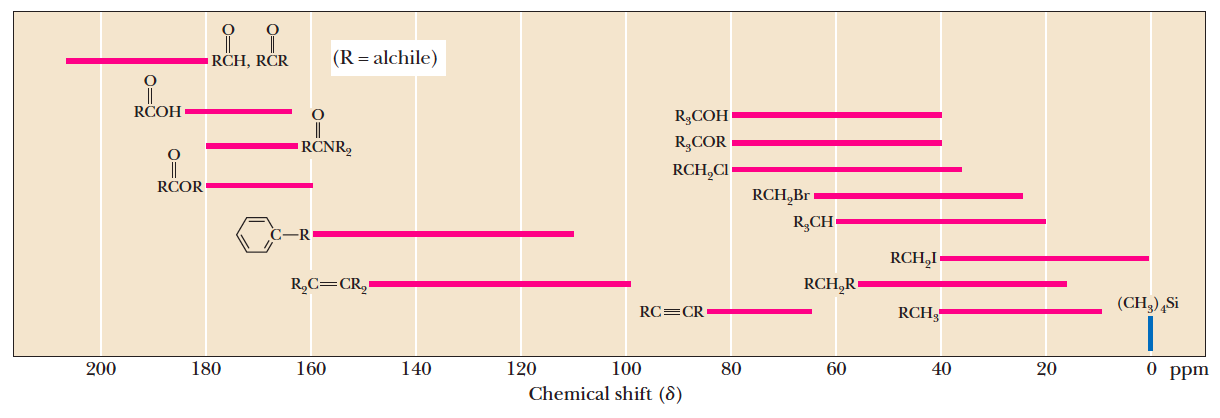 O O
RCH, RCR (R = alchile)
O
RCOH
O
RCNR₂
O
RCOR
C—R
R₂C=CR₂
RC≡CR
R₃COH
R₃COR
RCH₂Cl
RCH₂Br
R₃CH
RCH₂I
RCH₂R
RCH₃
(CH₃)₄Si
200 180 160 140 120 100 80 60 40 20 0 ppm
Chemical shift (δ)